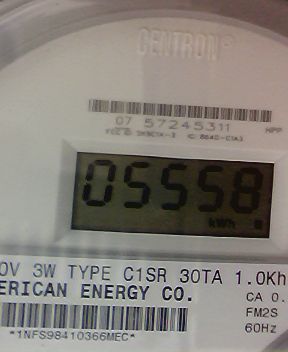 CENTRON®
07 57245311
HPP
05558
kWh
0V 3W TYPE C1SR 30TA 1.0Kh
ERICAN ENERGY CO.
CA 0.
FM2S
60Hz
*1NFS98410366MEC*